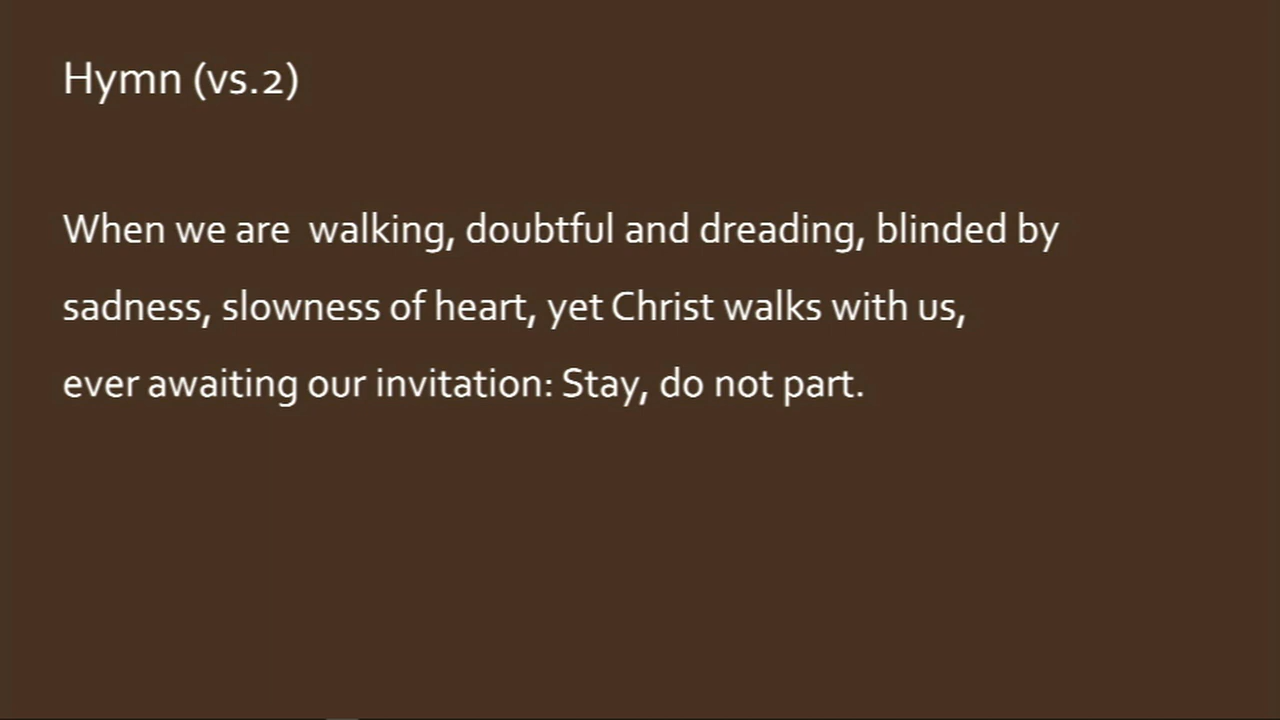 Hymn (vs.2)
When we are  walking, doubtful and dreading, blinded by
sadness, slowness of heart, yet Christ walks with us,
ever awaiting our invitation: Stay, do not part.